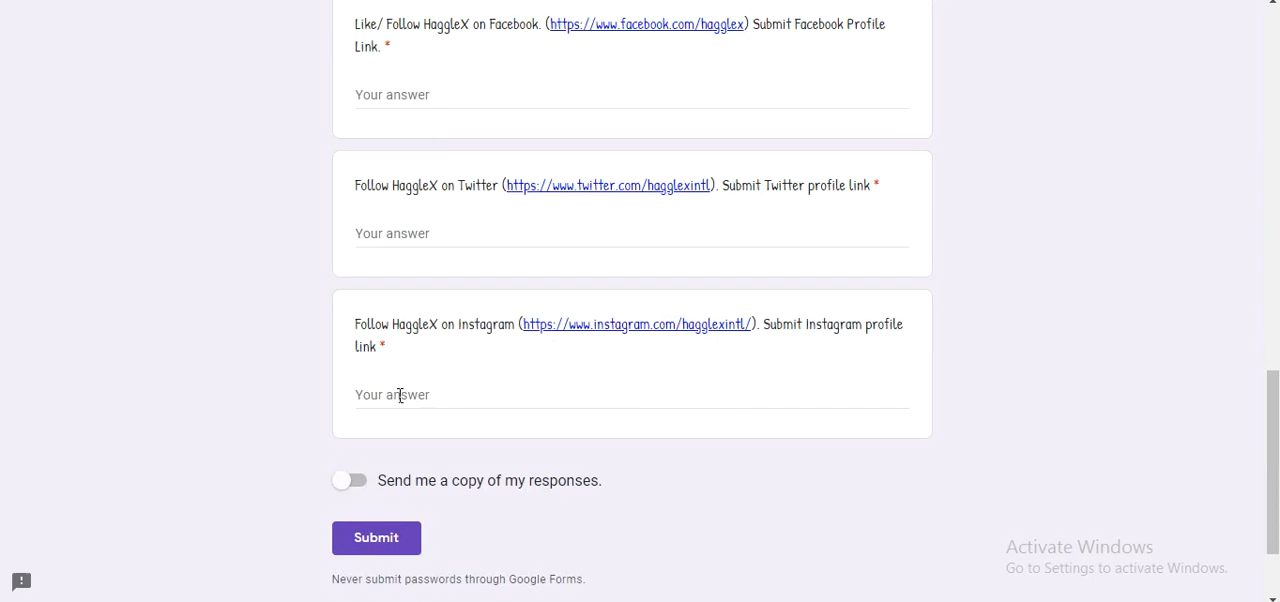 Like/ Follow HaggleX on Facebook. (https://www.facebook.com/hagglex) Submit Facebook Profile
Link. *
Your answer
Follow HaggleX on Twitter (https://www.twitter.com/hagglexintl). Submit Twitter profile link *
Your answer
Follow HaggleX on Instagram (https://www.instagram.com/hagglexintl/). Submit Instagram profile
link *
Your answer
Send me a copy of my responses.
Submit
Never submit passwords through Google Forms.
Activate Windows
Go to Settings to activate Windows.